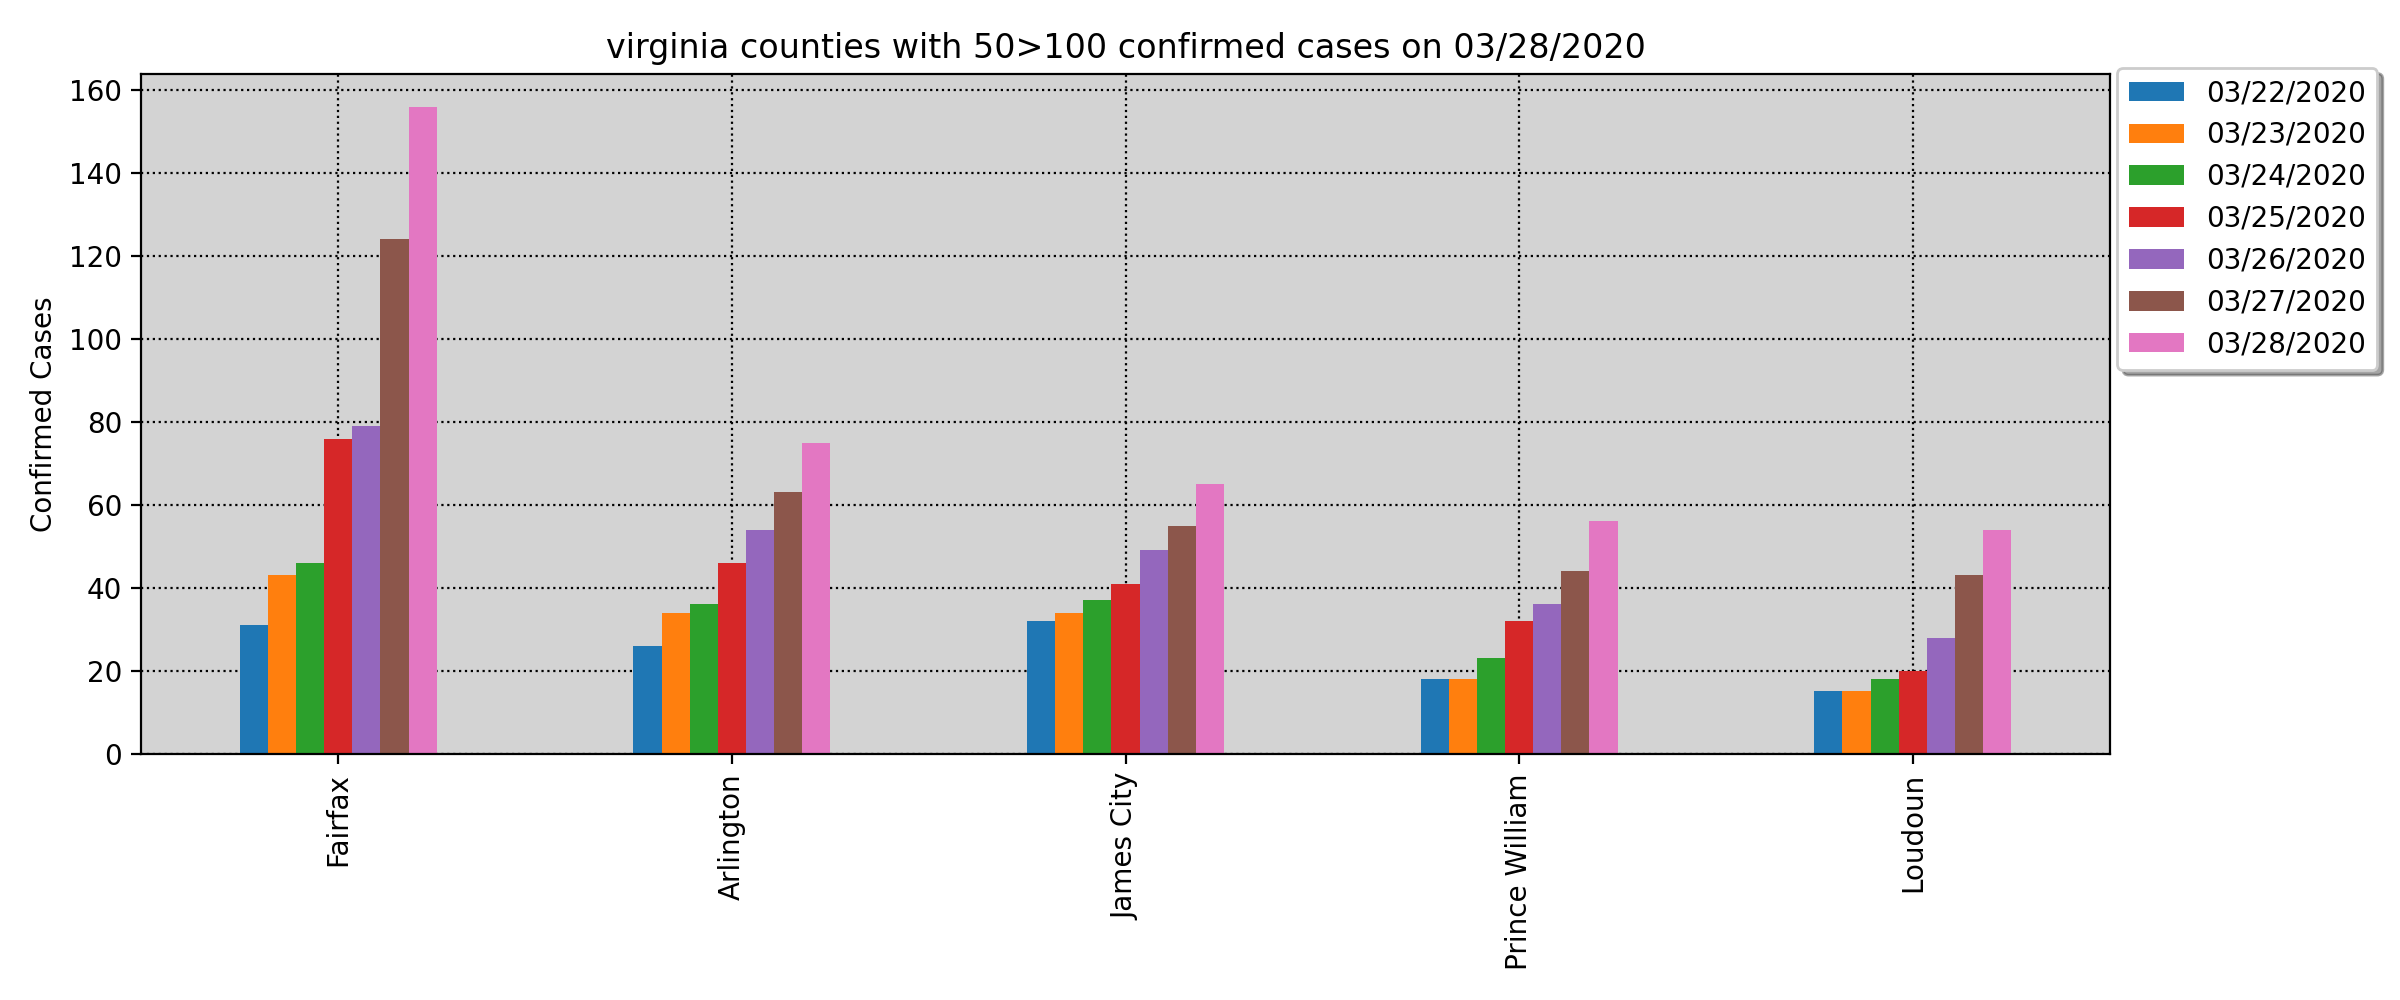 virginia counties with 50>100 confirmed cases on 03/28/2020
160
140
120
100
80
60
40
20
0
Confirmed Cases
Fairfax
Arlington
James City
Prince William
Loudoun
03/22/2020
03/23/2020
03/24/2020
03/25/2020
03/26/2020
03/27/2020
03/28/2020